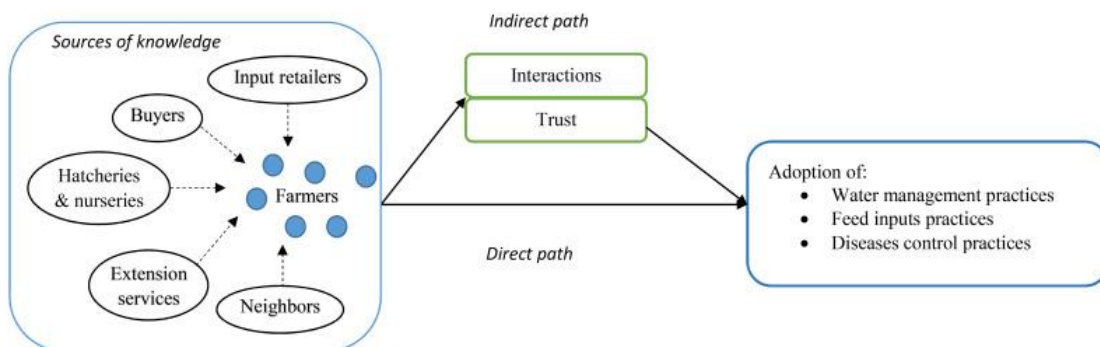 Sources of knowledge
Input retailers
Buyers
Hatcheries
& nurseries
Farmers
Extension
services
Neighbors
Indirect path
Interactions
Trust
Direct path
Adoption of:
• Water management practices
• Feed inputs practices
• Diseases control practices